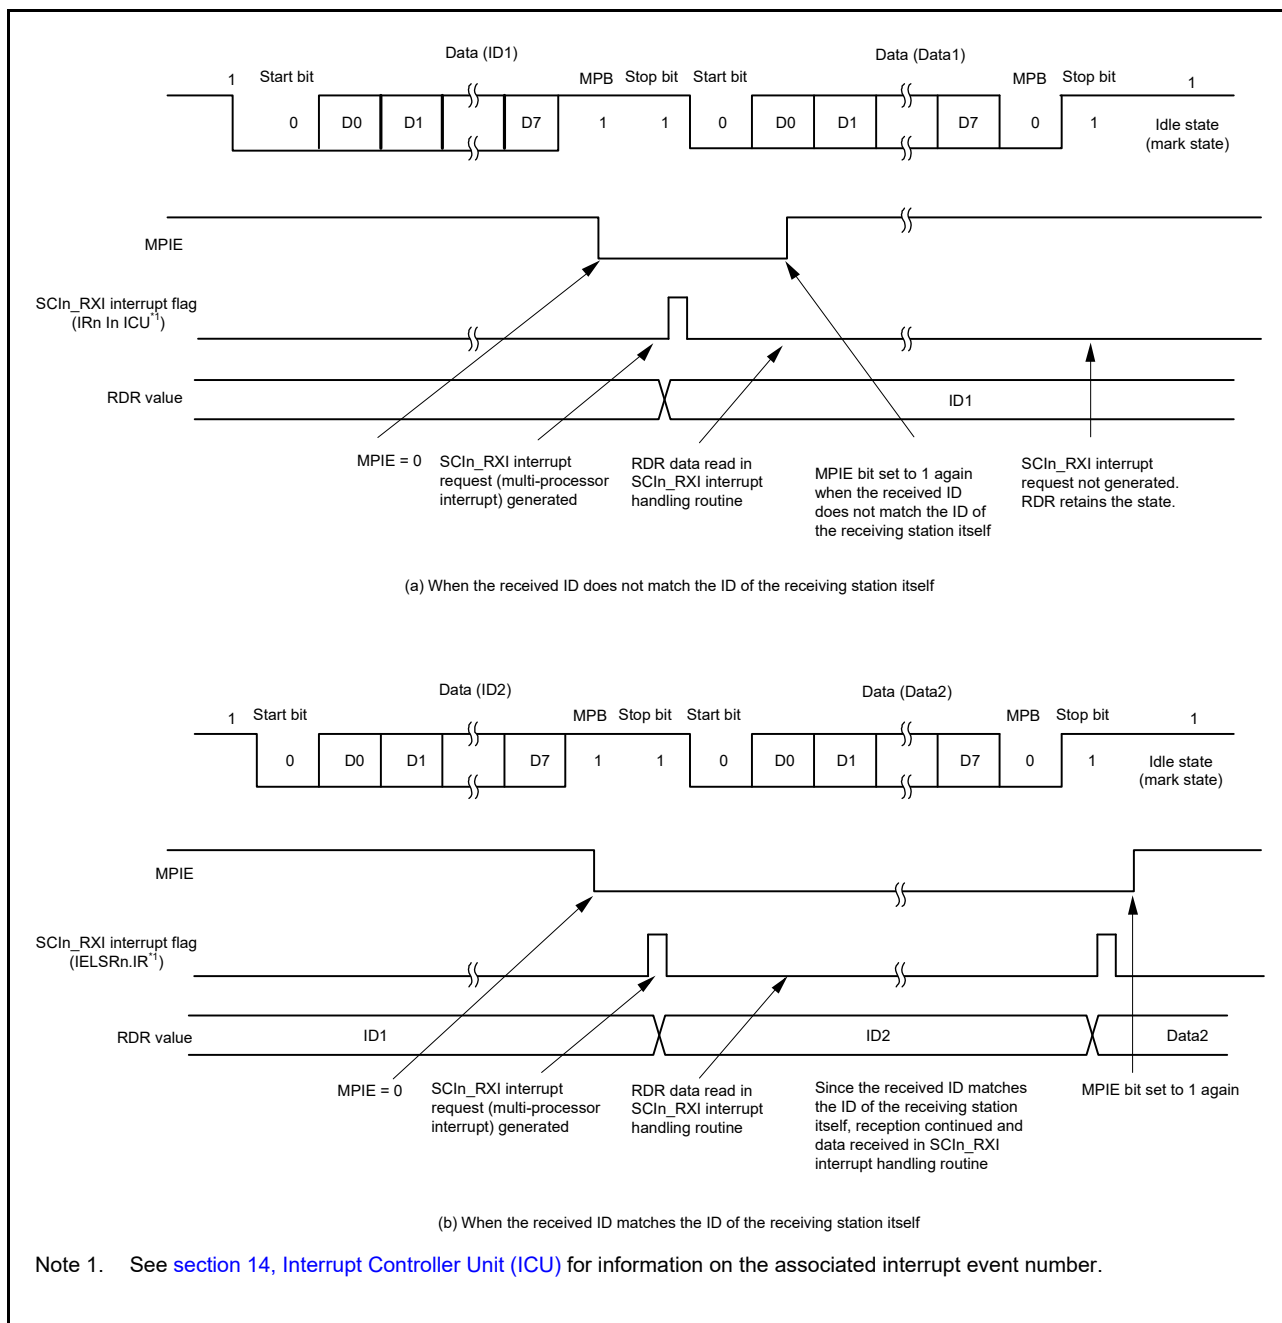 Data (ID1) Data (Data1)
1 Start bit MPB Stop bit Start bit MPB Stop bit 1
0 D0 D1 D7 1 1 0 D0 D1 D7 0 1 Idle state
(mark state)
MPIE
SCIn_RXI interrupt flag
(IRn In ICU*1)
RDR value ID1
MPIE = 0
SCIn_RXI interrupt
request (multi-processor
interrupt) generated
RDR data read in
SCIn_RXI interrupt
handling routine
MPIE bit set to 1 again
when the received ID
does not match the ID of
the receiving station itself
SCIn_RXI interrupt
request not generated.
RDR retains the state.
(a) When the received ID does not match the ID of the receiving station itself
Data (ID2) Data (Data2)
1 Start bit MPB Stop bit Start bit MPB Stop bit 1
0 D0 D1 D7 1 1 0 D0 D1 D7 0 1 Idle state
(mark state)
MPIE
SCIn_RXI interrupt flag
(IELSRn.IR*1)
RDR value ID1 ID2 Data2
MPIE = 0
SCIn_RXI interrupt
request (multi-processor
interrupt) generated
RDR data read in
SCIn_RXI interrupt
handling routine
Since the received ID matches
the ID of the receiving station
itself, reception continued and
data received in SCIn_RXI
interrupt handling routine
MPIE bit set to 1 again
(b) When the received ID matches the ID of the receiving station itself
Note 1. See section 14, Interrupt Controller Unit (ICU) for information on the associated interrupt event number.